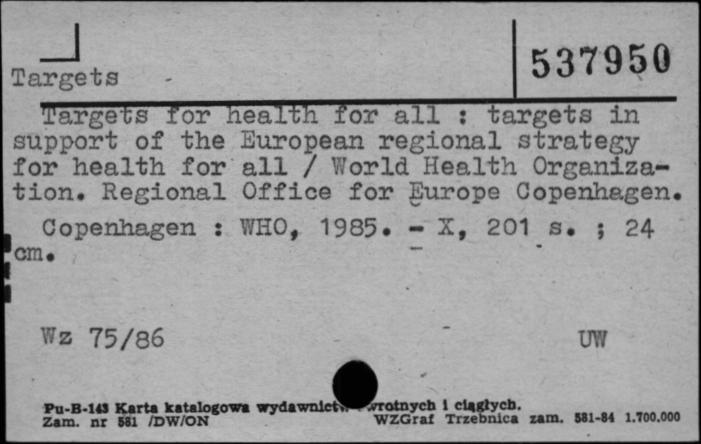 537950
Targets
Targets for health for all : targets in
support of the European regional strategy
for health for all / World Health Organiza-
tion. Regional Office for Europe Copenhagen.
Copenhagen : WHO, 1985. - X, 201 s. ; 24
cm.
Wz 75/86 UW
Pu-B-143 Karta katalogowa wydawnictw zwrotnych i ciągłych.
Zam. nr 581 /DW/ON WZGraf Trzebnica zam. 581-84 1.700.000